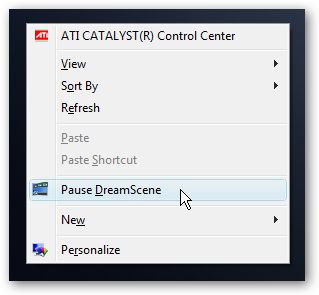 ATI ATI CATALYST(R) Control Center
View
Sort By
Refresh
Paste
Paste Shortcut
Pause DreamScene
New
Personalize